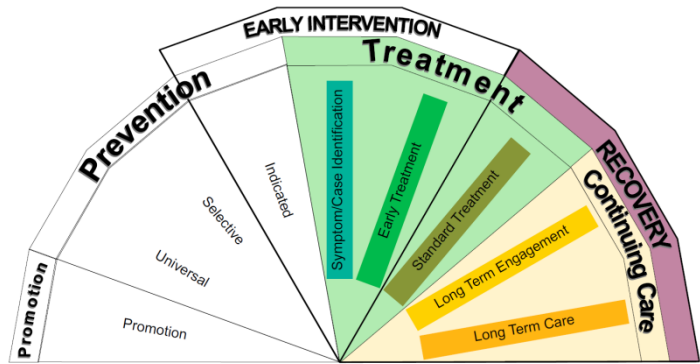 EARLY INTERVENTION
Treatment
Prevention
RECOVERY
Continuing Care
Promotion
Promotion
Universal
Selective
Indicated
Symptom/Case Identification
Early Treatment
Standard Treatment
Long Term Engagement
Long Term Care